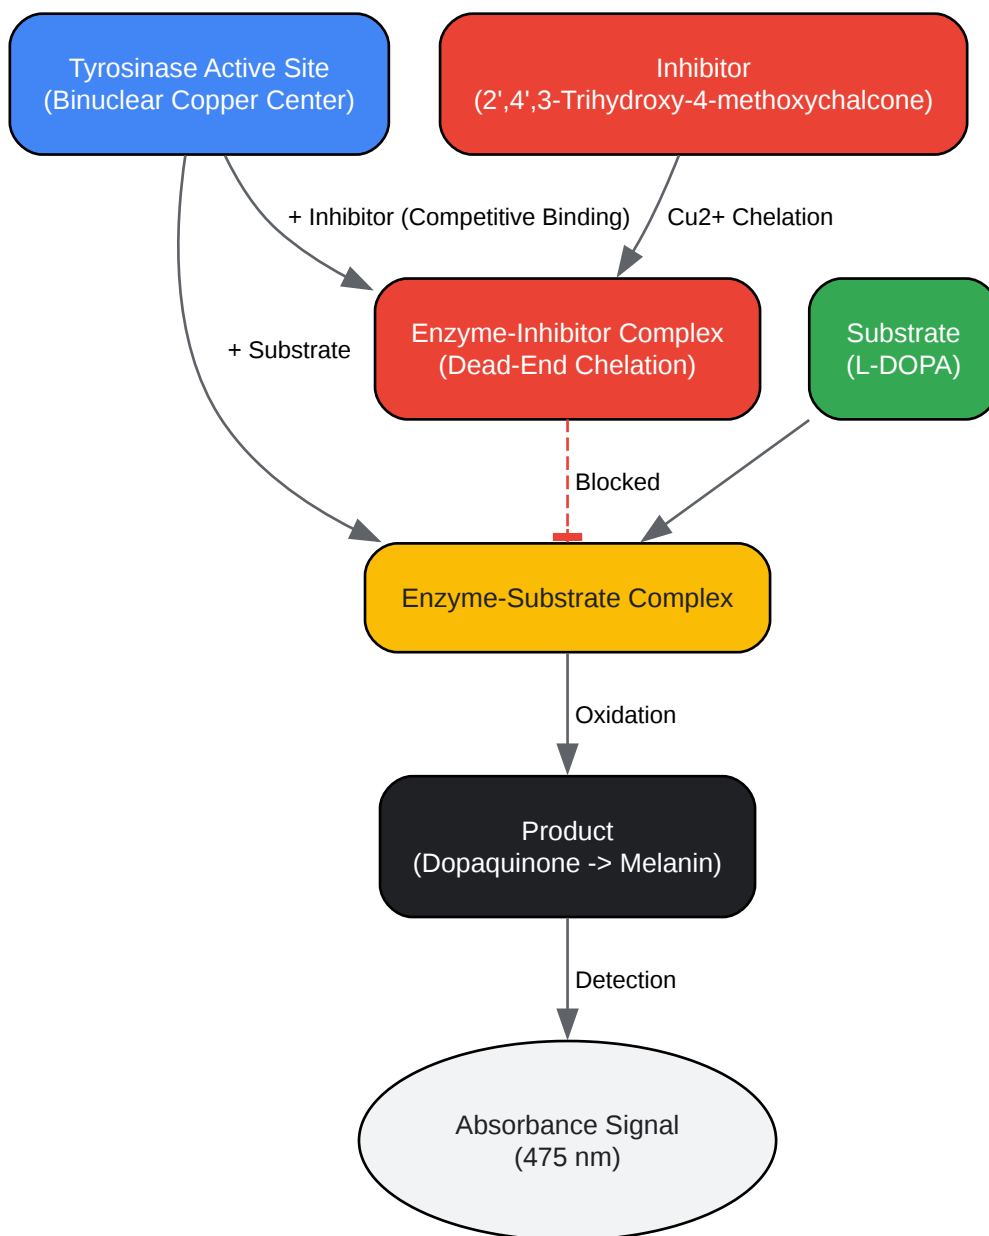 Tyrosinase Active Site
(Binuclear Copper Center)
Inhibitor
(2',4',3-Trihydroxy-4-methoxychalcone)
+ Inhibitor (Competitive Binding)
Cu2+ Chelation
Enzyme-Inhibitor Complex
(Dead-End Chelation)
Substrate
(L-DOPA)
+ Substrate
Blocked
Enzyme-Substrate Complex
Oxidation
Product
(Dopaquinone -> Melanin)
Detection
Absorbance Signal
(475 nm)